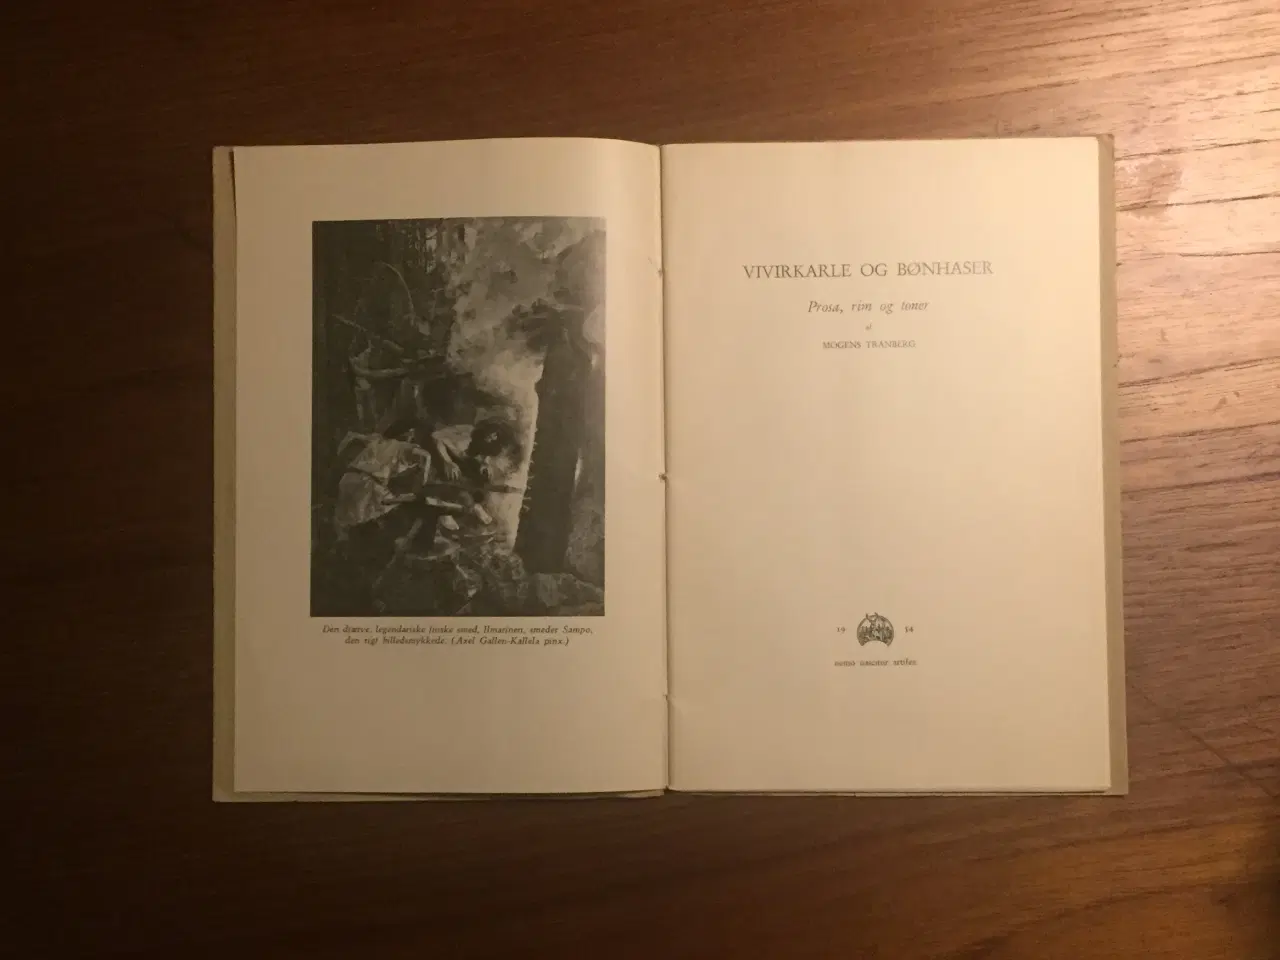 Den djærve, legendariske finske smed, Ilmarinen, smeder Sampo,
den rigt billedsmykkede. (Axel Gallen-Kallela pinx.)
VIVIRKARLE OG BØNHASER
Prosa, rim og toner
af
MOGENS TRANBERG
19 54
nemo nascitur artifex